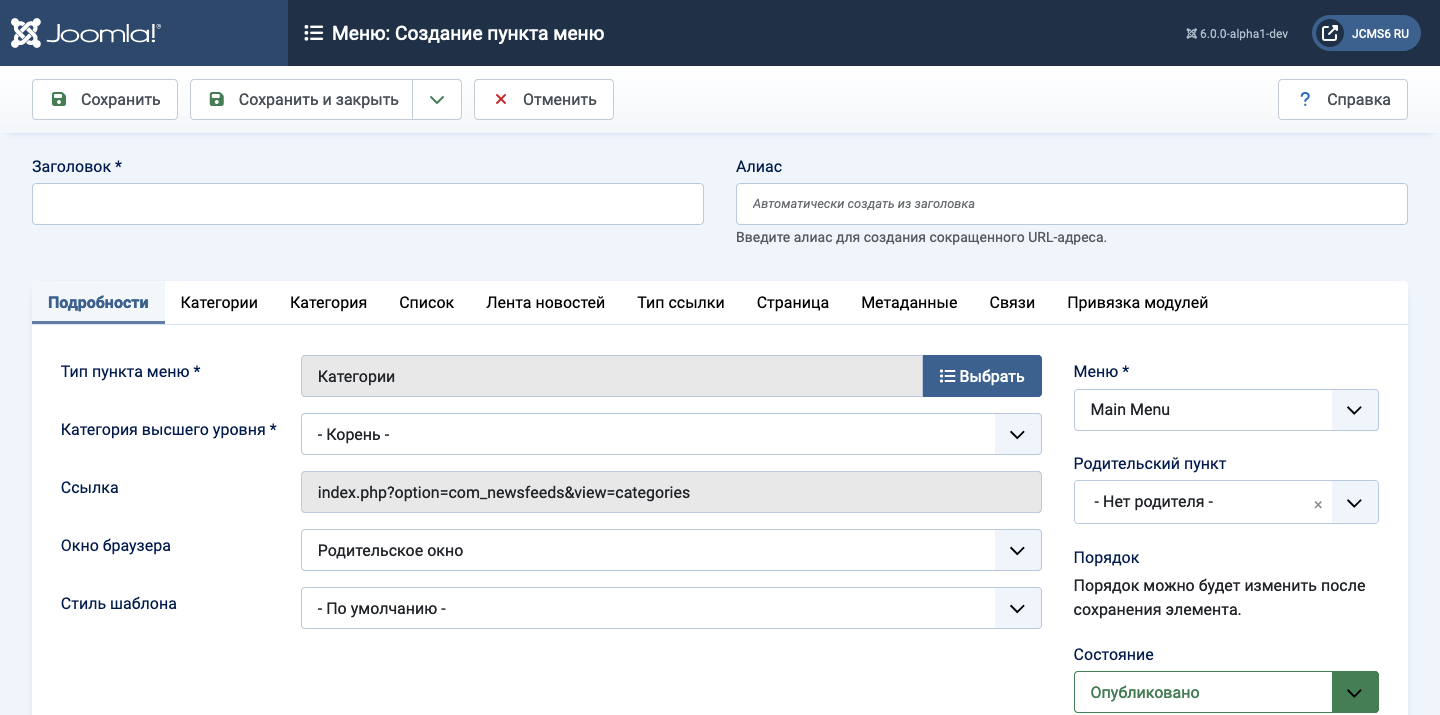 Joomla!®
Меню: Создание пункта меню
6.0.0-alpha1-dev
JCMS6 RU
Сохранить
Сохранить и закрыть
Отменить
? Справка
Заголовок *
Алиас
Автоматически создать из заголовка
Введите алиас для создания сокращенного URL-адреса.
Подробности
Категории
Категория
Список
Лента новостей
Тип ссылки
Страница
Метаданные
Связи
Привязка модулей
Тип пункта меню *
Категории
Выбрать
Категория высшего уровня *
- Корень -
Ссылка
index.php?option=com_newsfeeds&view=categories
Окно браузера
Родительское окно
Стиль шаблона
- По умолчанию -
Меню *
Main Menu
Родительский пункт
- Нет родителя - ×
Порядок
Порядок можно будет изменить после
сохранения элемента.
Состояние
Опубликовано